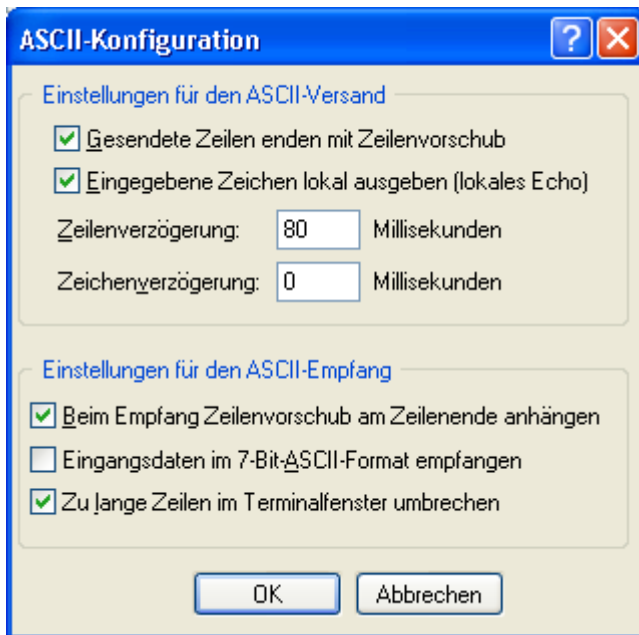 ASCII-Konfiguration
Einstellungen für den ASCII-Versand
Gesendete Zeilen enden mit Zeilenvorschub
Eingegebene Zeichen lokal ausgeben (lokales Echo)
Zeilenverzögerung: 80 Millisekunden
Zeichenverzögerung: 0 Millisekunden
Einstellungen für den ASCII-Empfang
Beim Empfang Zeilenvorschub am Zeilenende anhängen
Eingangsdaten im 7-Bit-ASCII-Format empfangen
Zu lange Zeilen im Terminalfenster umbrechen
OK Abbrechen